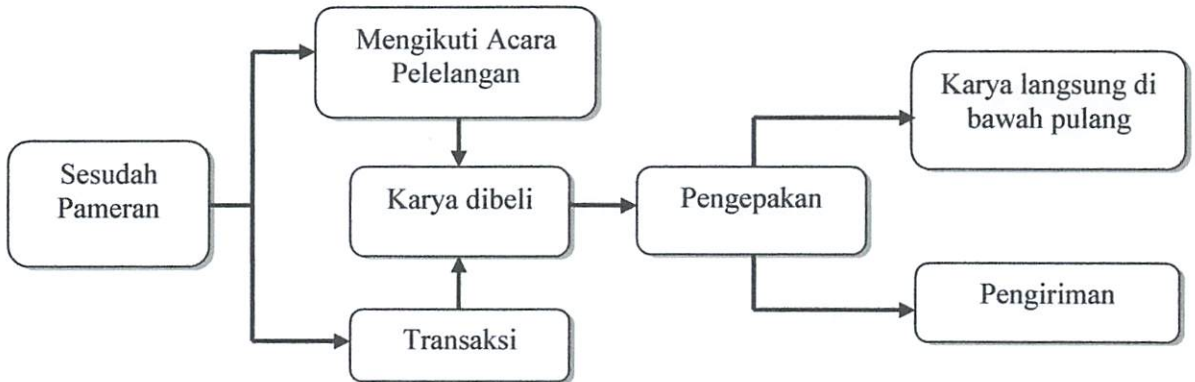 Sesudah
Pameran
Mengikuti Acara
Pelelangan
Karya dibeli
Transaksi
Pengepakan
Karya langsung di
bawah pulang
Pengiriman